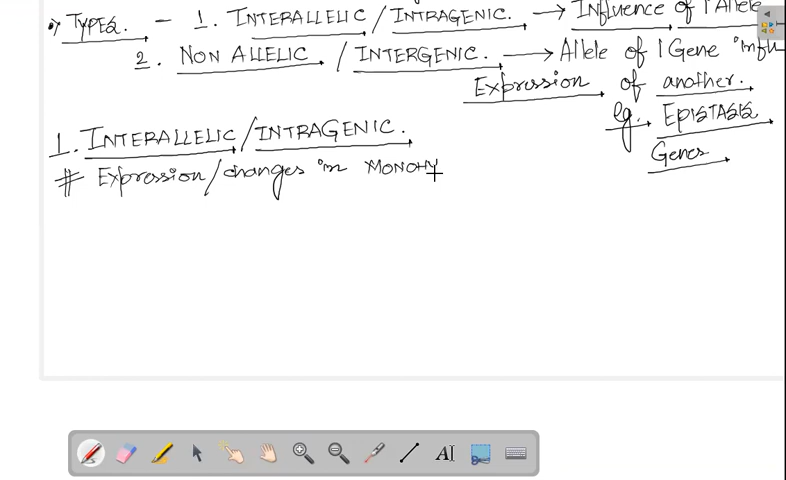 Types - 1. INTERALLELIC / INTRAGENIC. → Influence of 1 Allele
2. NON ALLELIC / INTERGENIC. → Allele of 1 Gene Influ
Expression of another.
eg. EPISTASIS
Genes
1. INTERALLELIC/INTRAGENIC.
# Expression/changes in MONOHY
AI